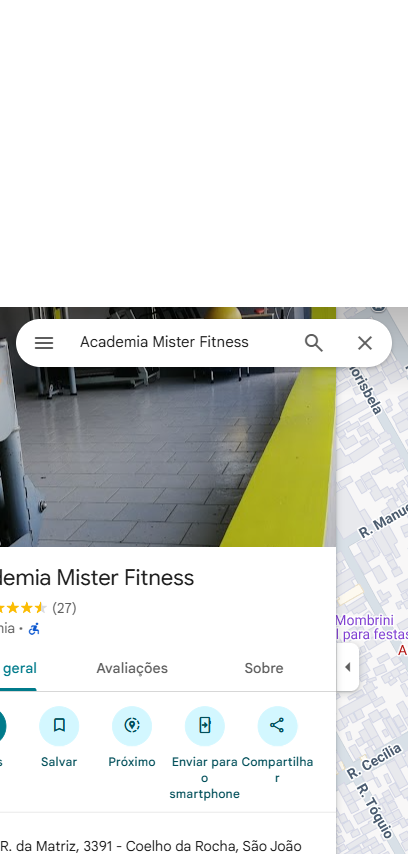 Academia Mister Fitness
orisbela
R. Manue
demia Mister Fitness
(27)
Mombrini
l para festas
nia •
A
geral
Avaliações
Sobre
s
Salvar
Próximo
Enviar para o smartphone
Compartilhar
R. Cecília
R. Tóquio
R. da Matriz, 3391 - Coelho da Rocha, São João